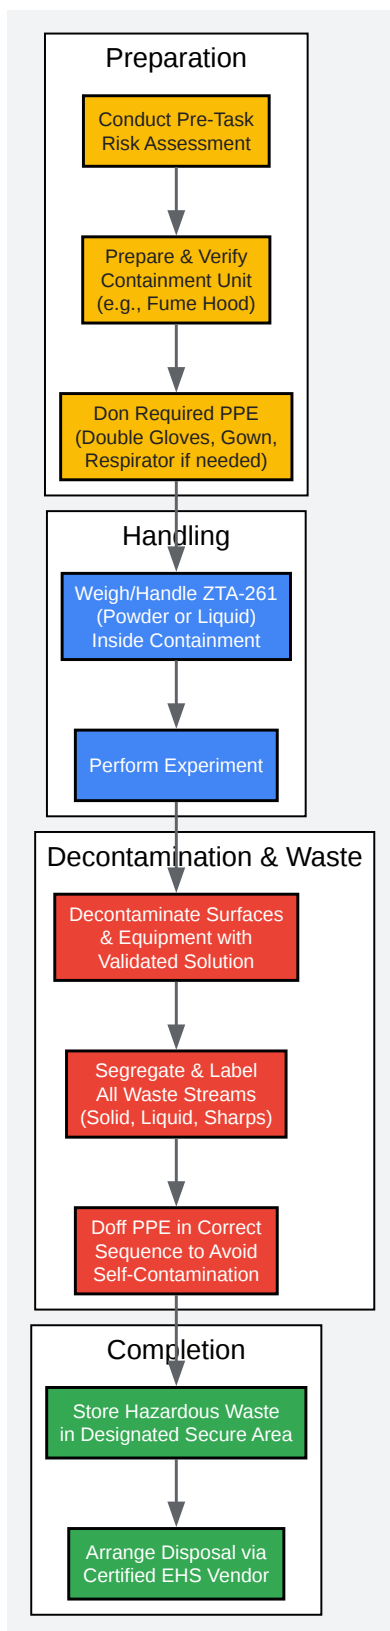 Preparation
Conduct Pre-Task
Risk Assessment
Prepare & Verify
Containment Unit
(e.g., Fume Hood)
Don Required PPE
(Double Gloves, Gown,
Respirator if needed)
Handling
Weigh/Handle ZTA-261
(Powder or Liquid)
Inside Containment
Perform Experiment
Decontamination & Waste
Decontaminate Surfaces
& Equipment with
Validated Solution
Segregate & Label
All Waste Streams
(Solid, Liquid, Sharps)
Doff PPE in Correct
Sequence to Avoid
Self-Contamination
Completion
Store Hazardous Waste
in Designated Secure Area
Arrange Disposal via
Certified EHS Vendor